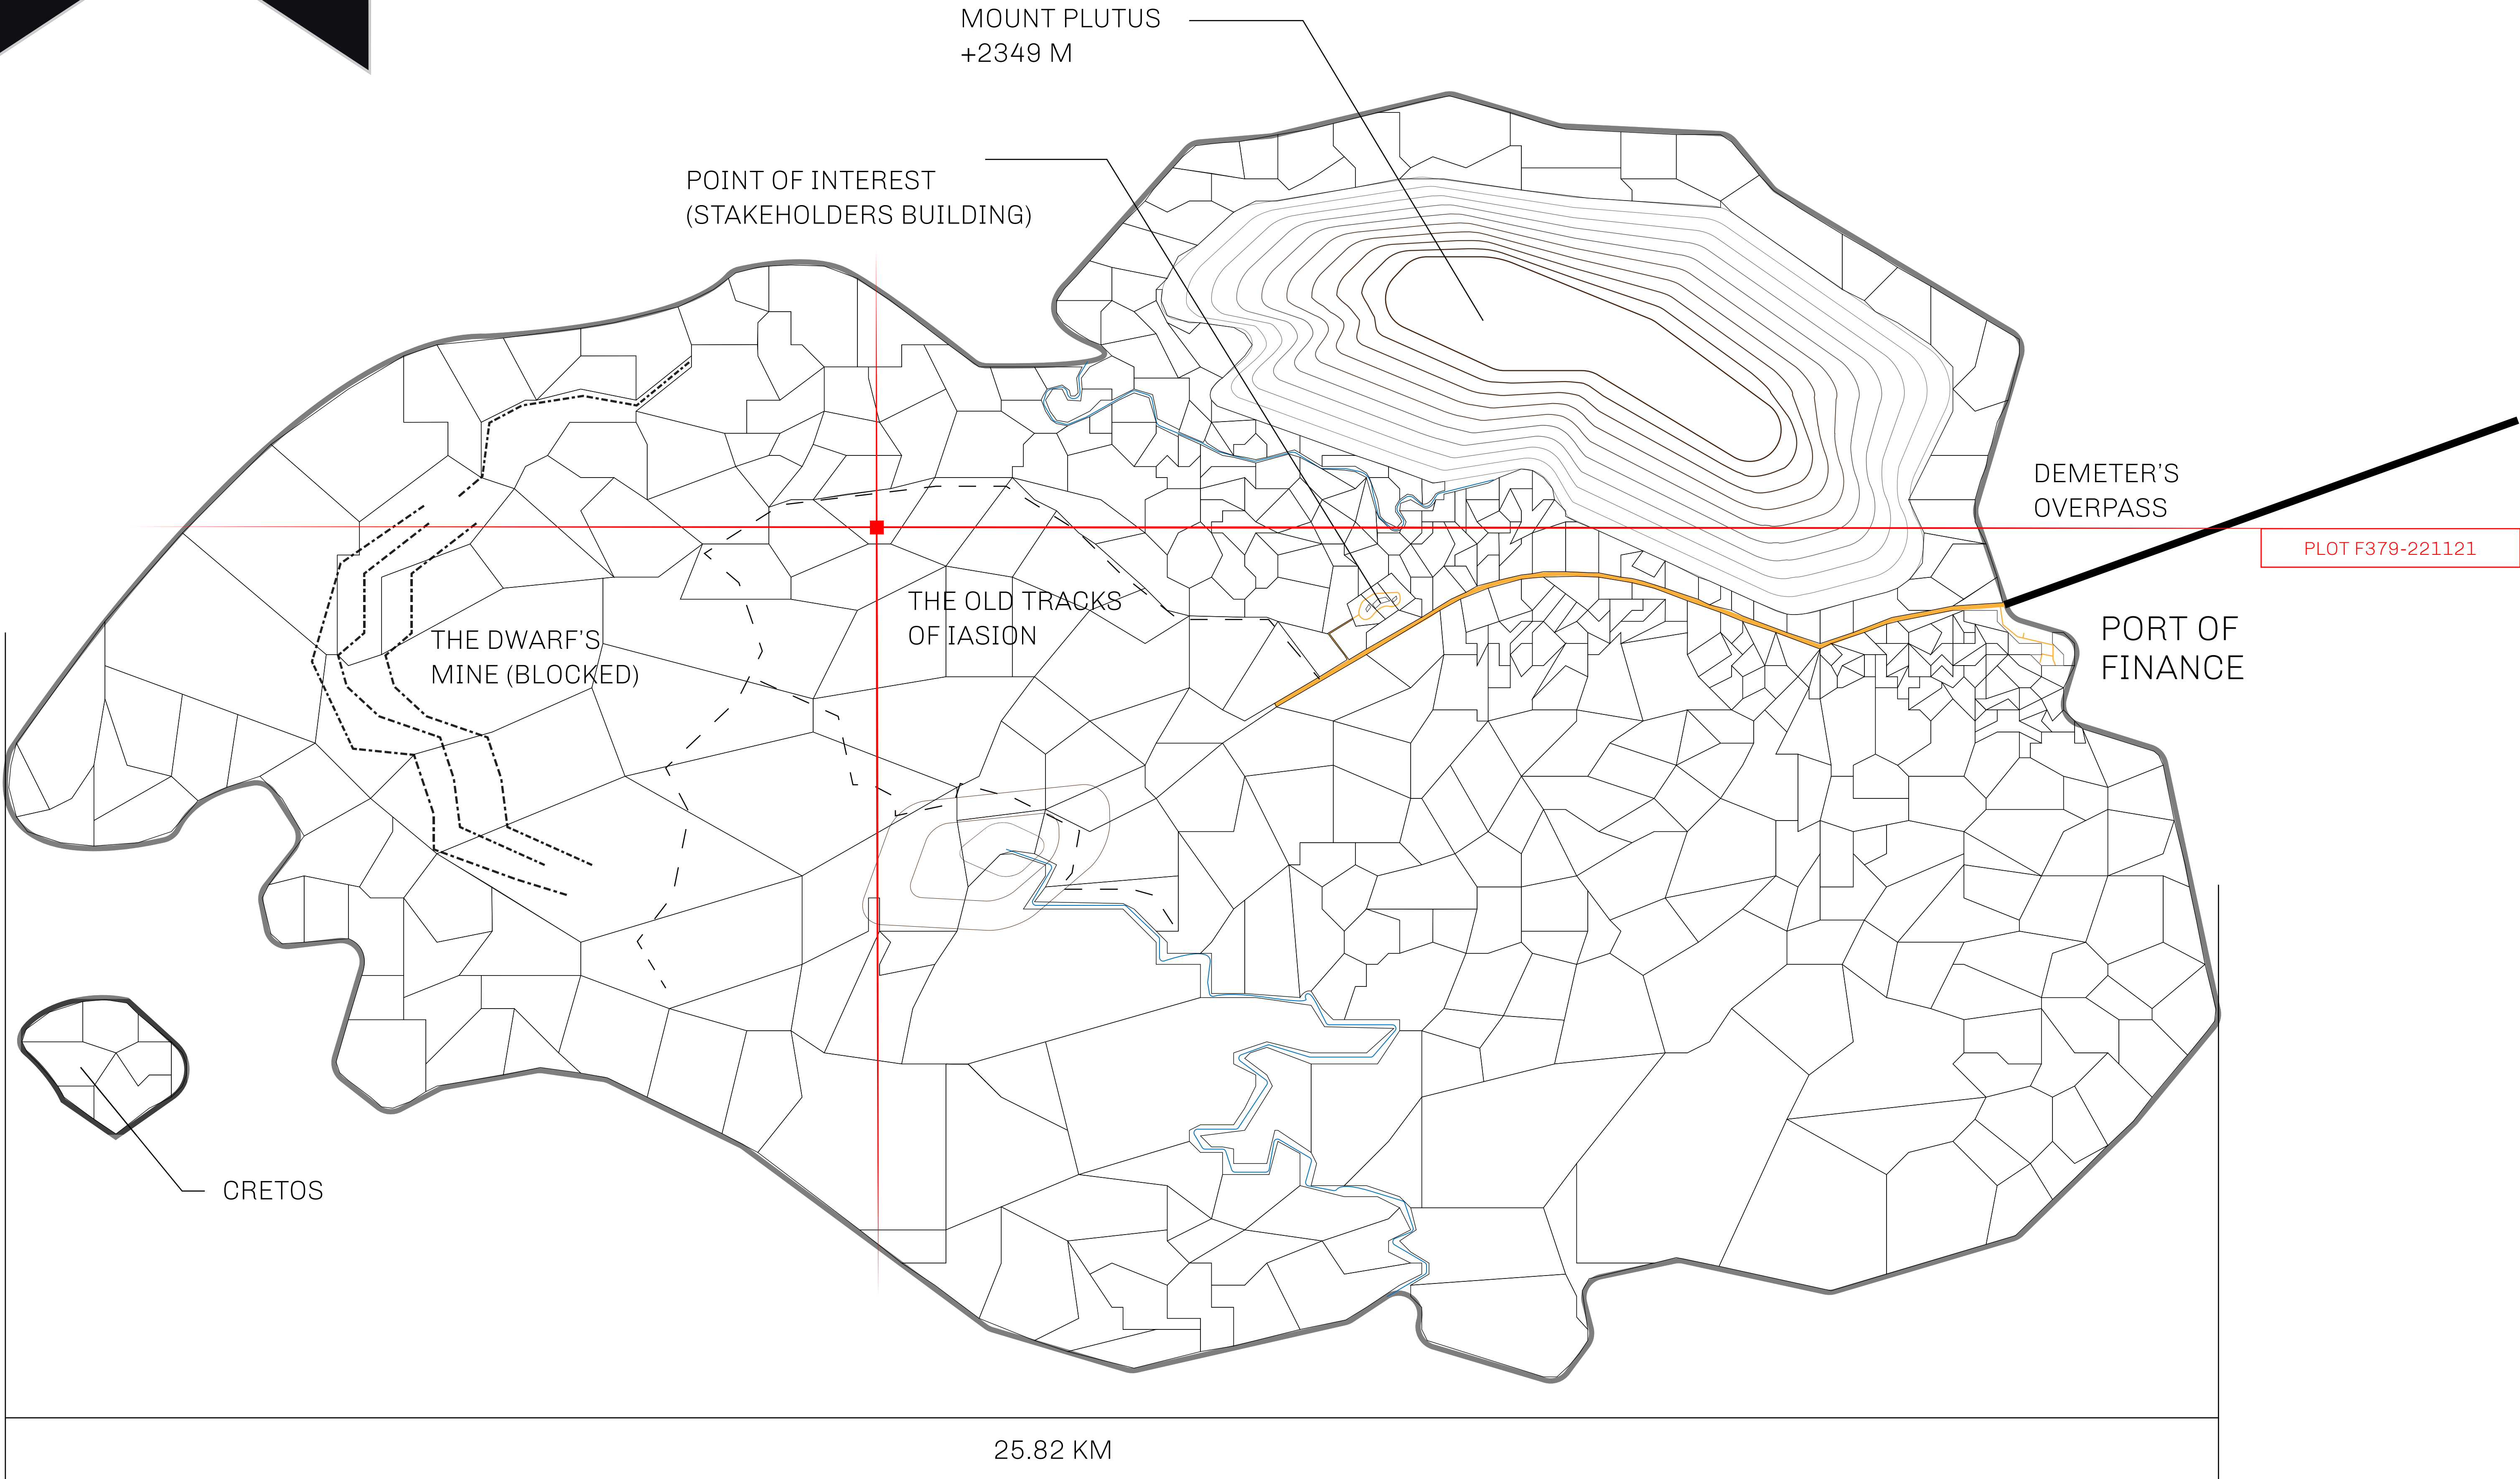 MOUNT PLUTUS
+2349 M
POINT OF INTEREST
(STAKEHOLDERS BUILDING)
DEMETER'S
OVERPASS
PLOT F379-221121
THE OLD TRACKS
OF IASION
THE DWARF'S
MINE (BLOCKED)
PORT OF
FINANCE
CRETOS
25.82 KM